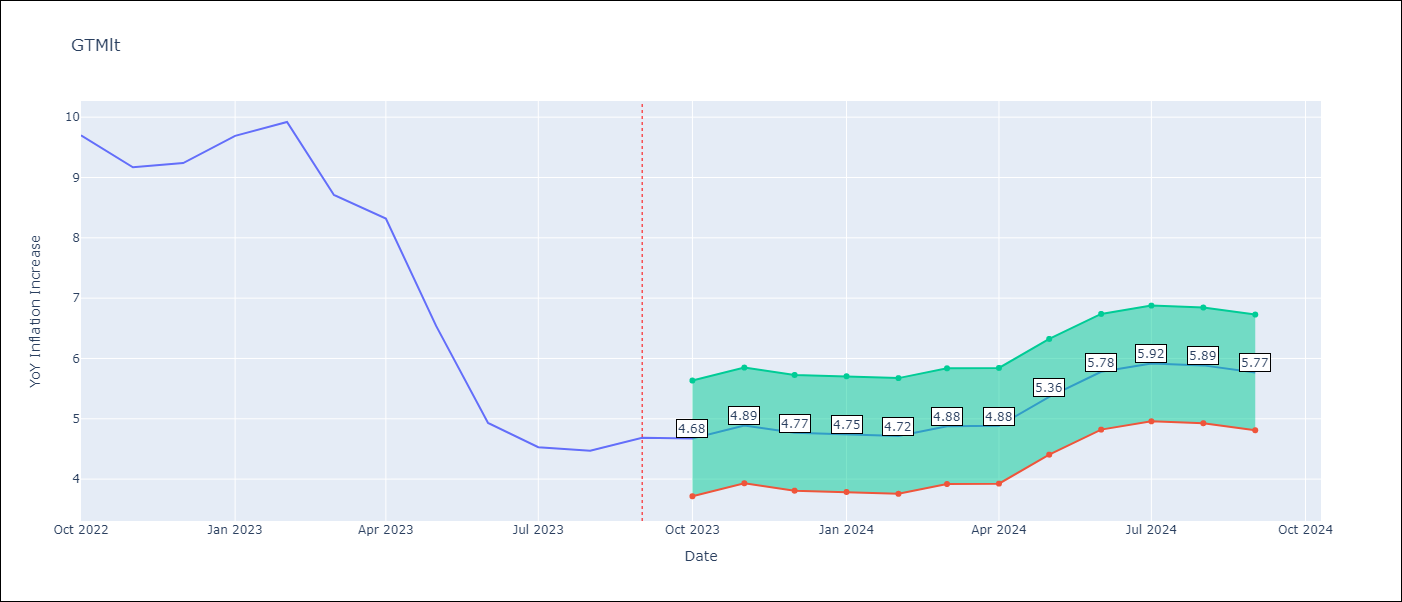 GTMlt
YoY Inflation Increase
10
9
8
7
6
5
4
4.68
4.89
4.77
4.75
4.72
4.88
4.88
5.36
5.78
5.92
5.89
5.77
Oct 2022
Jan 2023
Apr 2023
Jul 2023
Oct 2023
Jan 2024
Apr 2024
Jul 2024
Oct 2024
Date